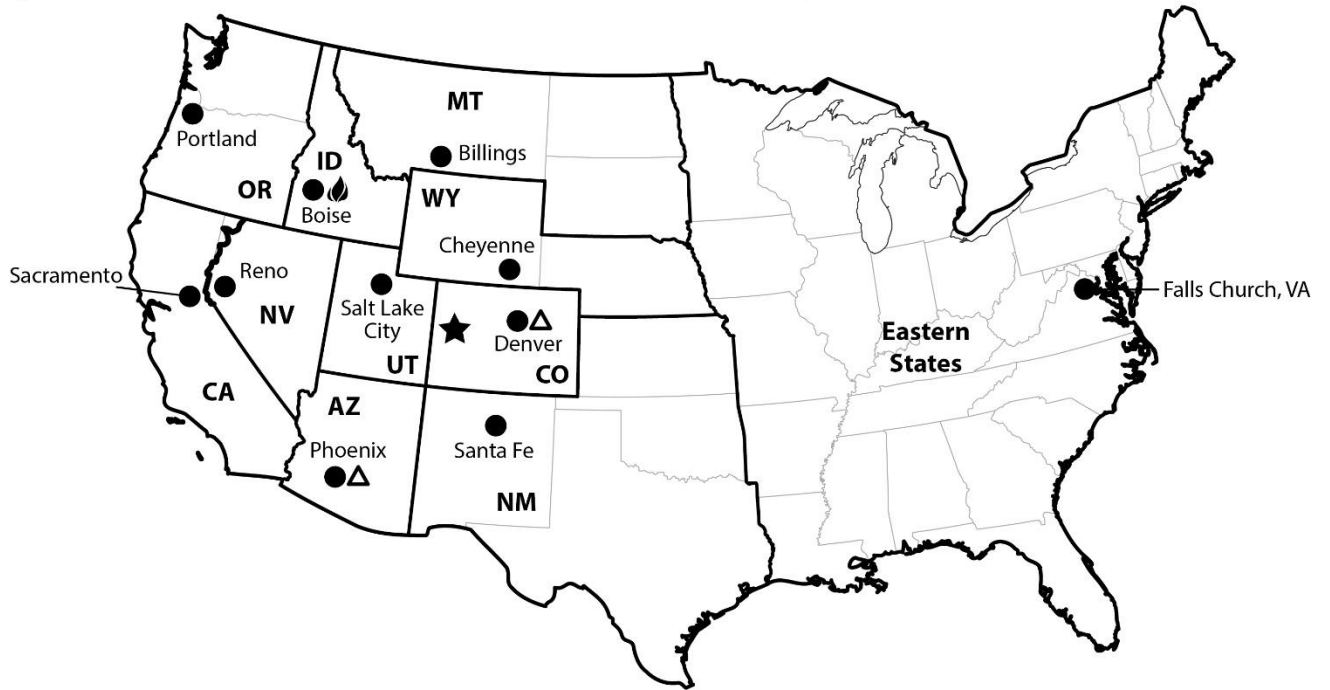 MT
Portland
Billings
ID
OR
WY
Boise
Cheyenne
Sacramento
Reno
Falls Church, VA
NV
Salt Lake
City
Denver
Eastern
States
UT
CO
CA
AZ
Phoenix
Santa Fe
NM